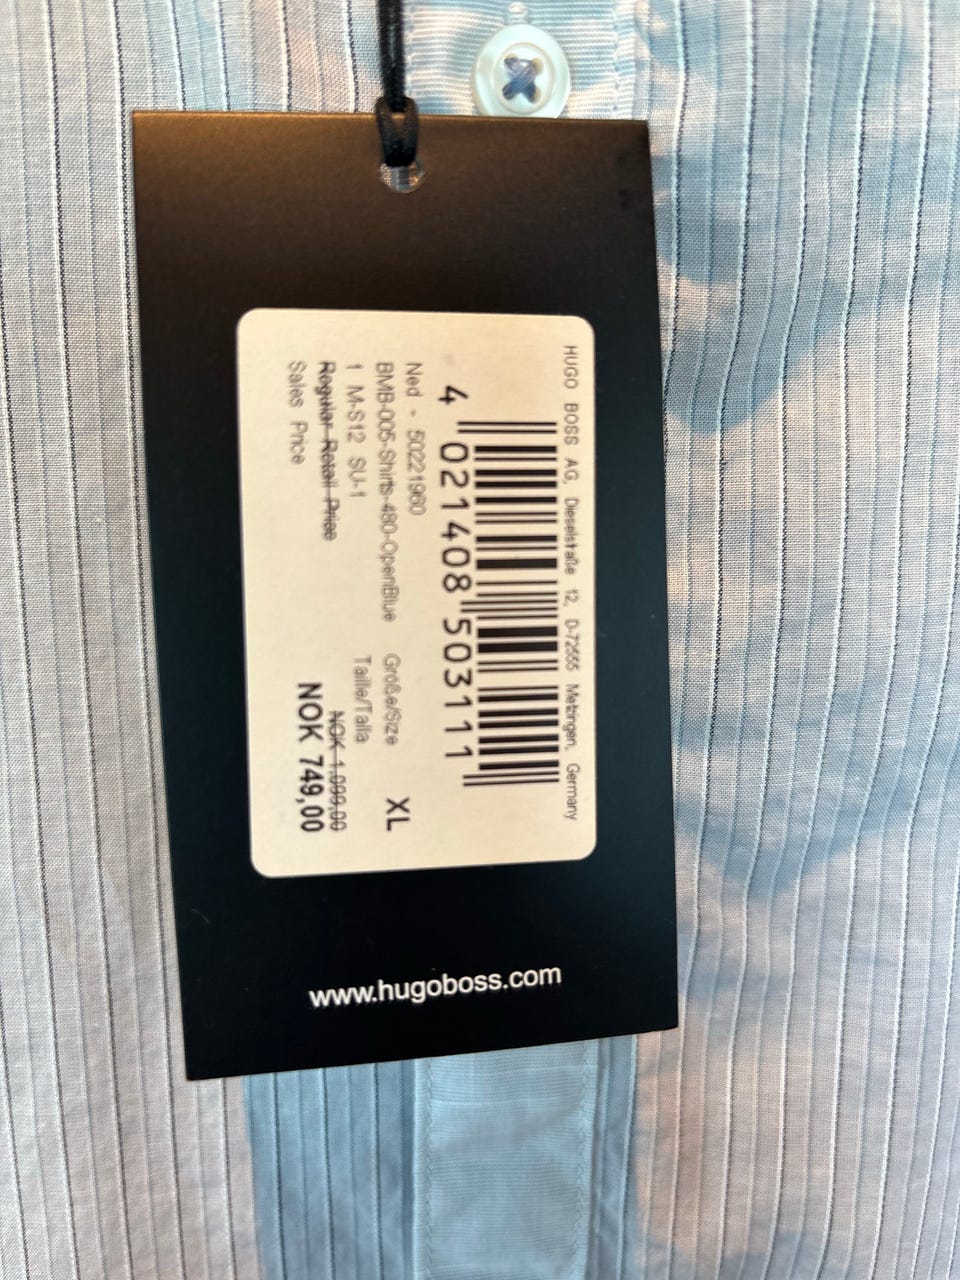 HUGO BOSS AG, Dieselstaße 12, D-72555 Metzingen, Germany
4 021408 503111
Ned - 50221960
BMB-005-Shirts-480-OpenBlue Größe/Size XL
1 M-S12 SU-1 Taille/Talla
Regular Retail Price NOK 1.099,00
Sales Price NOK 749,00
www.hugoboss.com